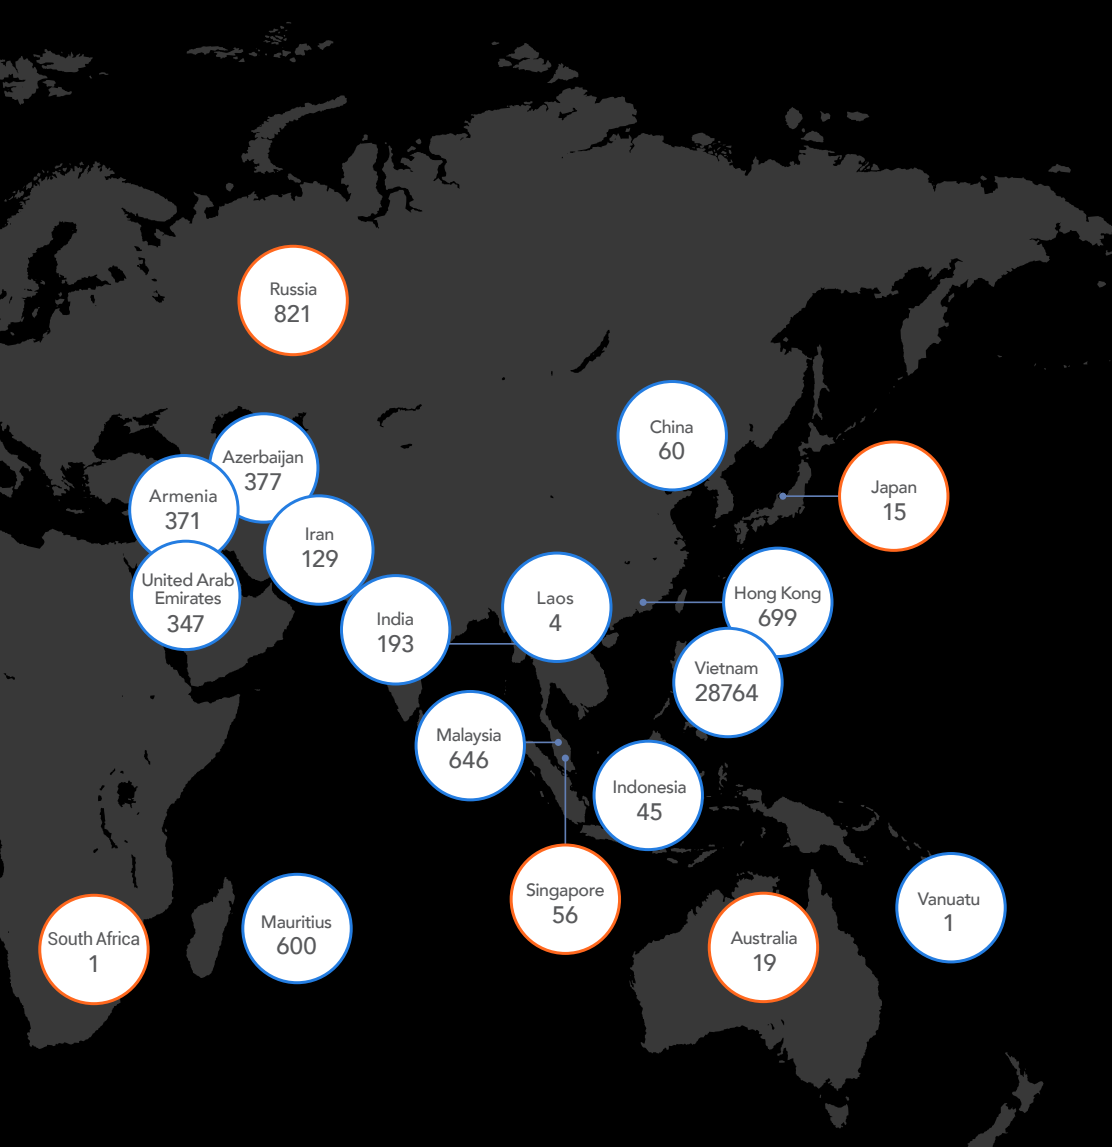 Russia
821
China
60
Azerbaijan
377
Armenia
371
Japan
15
Iran
129
United Arab
Emirates
347
Laos
4
Hong Kong
699
India
193
Vietnam
28764
Malaysia
646
Indonesia
45
Singapore
56
Vanuatu
1
Mauritius
600
South Africa
1
Australia
19